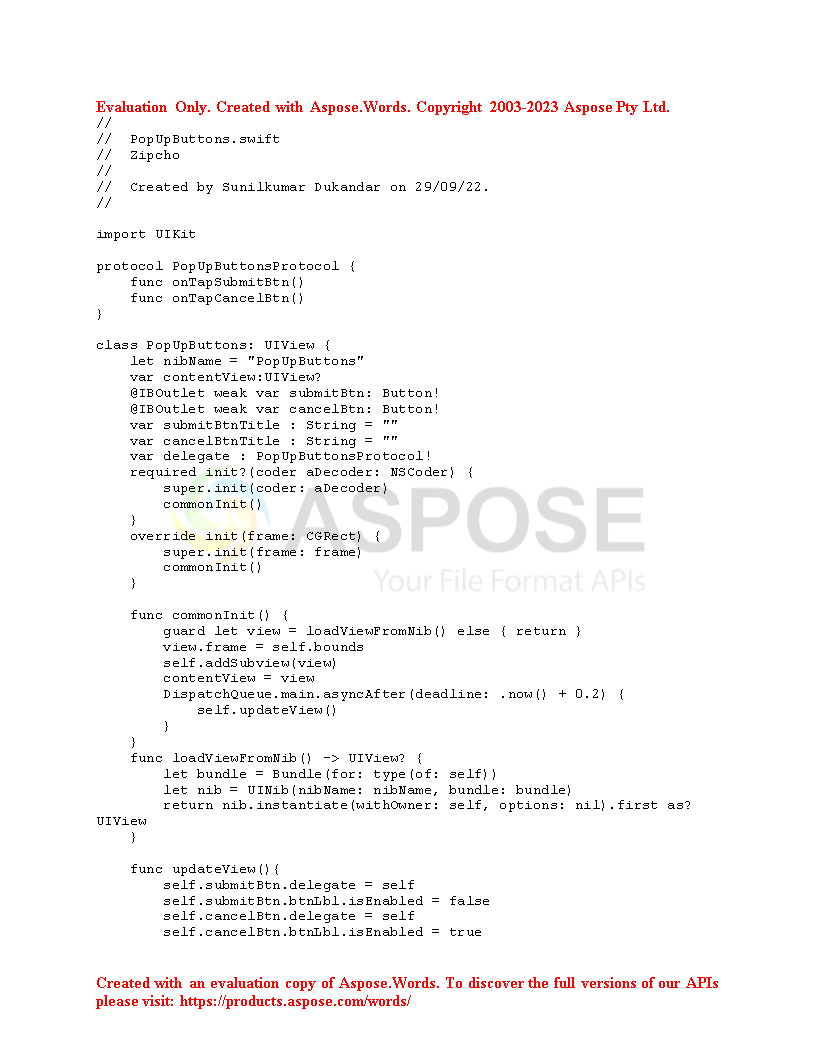 Evaluation Only. Created with Aspose.Words. Copyright 2003-2023 Aspose Pty Ltd.
//
//  PopUpButtons.swift
//  Zipcho
//
//  Created by Sunilkumar Dukandar on 29/09/22.
//
import UIKit
protocol PopUpButtonsProtocol {
    func onTapSubmitBtn()
    func onTapCancelBtn()
}
class PopUpButtons: UIView {
    let nibName = "PopUpButtons"
    var contentView:UIView?
    @IBOutlet weak var submitBtn: Button!
    @IBOutlet weak var cancelBtn: Button!
    var submitBtnTitle : String = ""
    var cancelBtnTitle : String = ""
    var delegate : PopUpButtonsProtocol!
    required init?(coder aDecoder: NSCoder) {
        super.init(coder: aDecoder)
        commonInit()
    }
    override init(frame: CGRect) {
        super.init(frame: frame)
        commonInit()
    }
ASPOSE
Your File Format APIs
    func commonInit() {
        guard let view = loadViewFromNib() else { return }
        view.frame = self.bounds
        self.addSubview(view)
        contentView = view
        DispatchQueue.main.asyncAfter(deadline: .now() + 0.2) {
            self.updateView()
        }
    }
    func loadViewFromNib() -> UIView? {
        let bundle = Bundle(for: type(of: self))
        let nib = UINib(nibName: nibName, bundle: bundle)
        return nib.instantiate(withOwner: self, options: nil).first as?
UIView
    }
    func updateView(){
        self.submitBtn.delegate = self
        self.submitBtn.btnLbl.isEnabled = false
        self.cancelBtn.delegate = self
        self.cancelBtn.btnLbl.isEnabled = true
Created with an evaluation copy of Aspose.Words. To discover the full versions of our APIs
please visit: https://products.aspose.com/words/